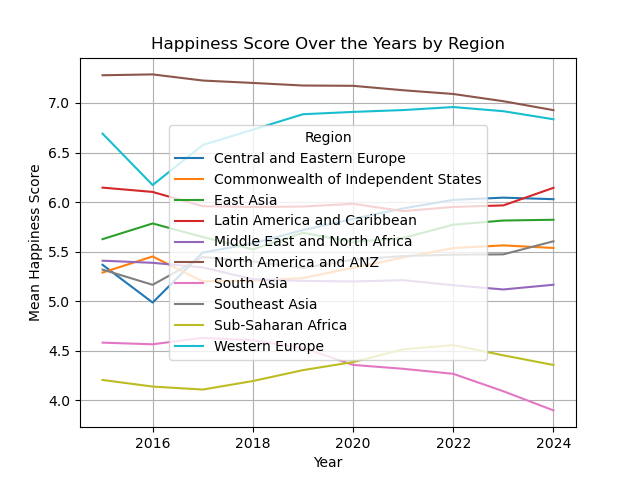 Happiness Score Over the Years by Region
7.0
6.5
6.0
5.5
5.0
4.5
4.0
Mean Happiness Score
Region
Central and Eastern Europe
Commonwealth of Independent States
East Asia
Latin America and Caribbean
Middle East and North Africa
North America and ANZ
South Asia
Southeast Asia
Sub-Saharan Africa
Western Europe
2016 2018 2020 2022 2024
Year